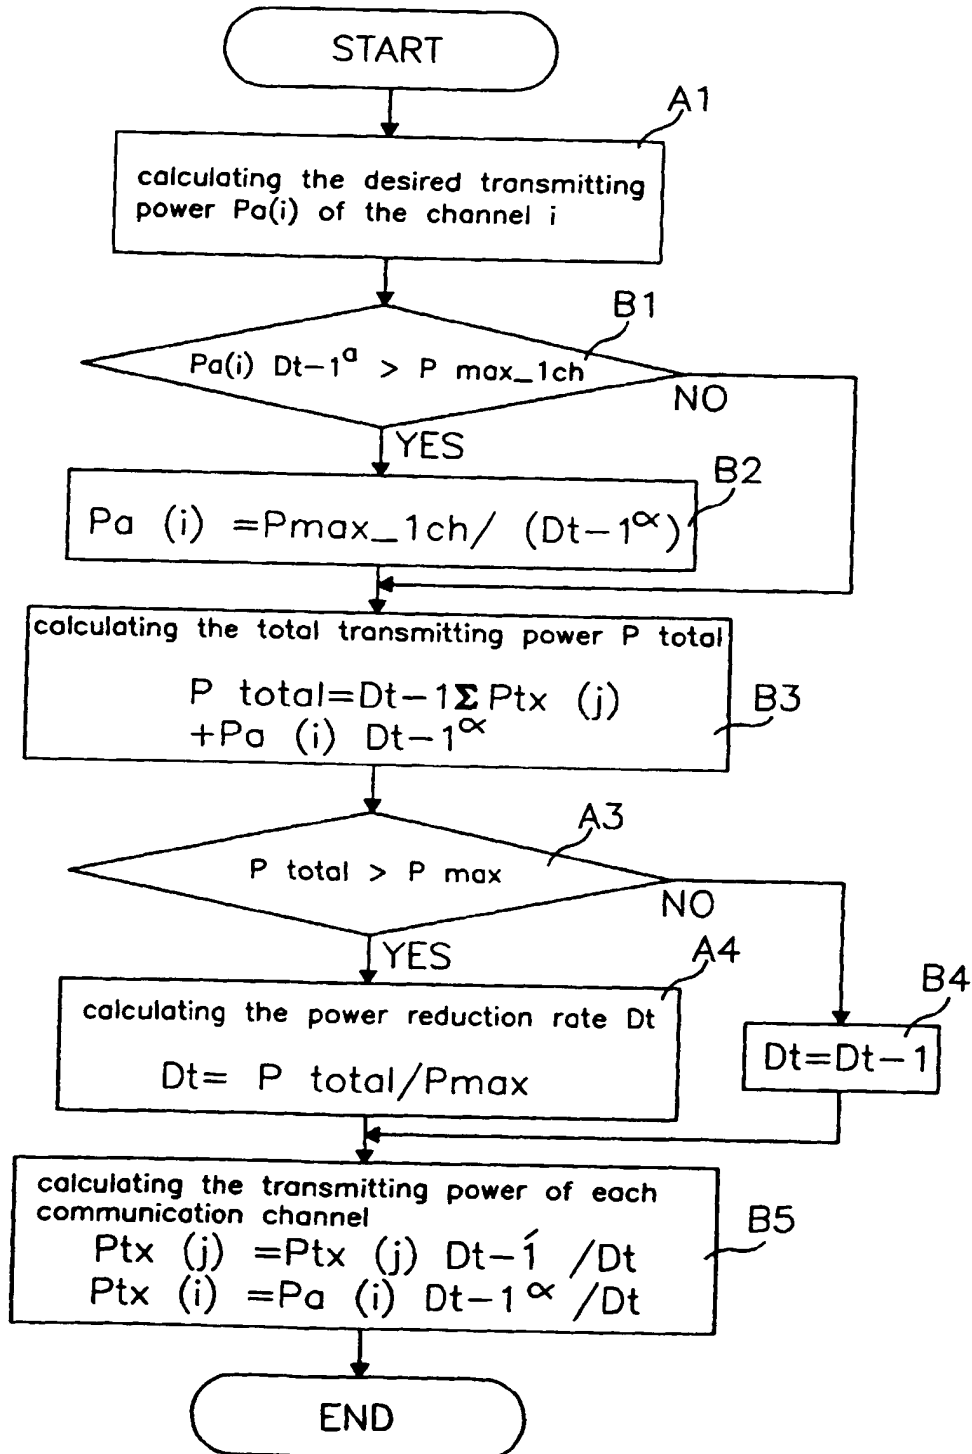 START
A1
calculating the desired transmitting
power Pa(i) of the channel i
B1
Pa(i) Dt-1ᵅ > P max_1ch
NO
YES
B2
Pa (i) =Pmax_1ch/ (Dt-1^∝)
calculating the total transmitting power P total
P total=Dt-1Σ Ptx (j)
+Pa (i) Dt-1^∝
B3
A3
P total > P max
NO
YES
A4
B4
calculating the power reduction rate Dt
Dt= P total/Pmax
Dt=Dt-1
calculating the transmitting power of each
communication channel
B5
Ptx (j) =Ptx (j) Dt-1 /Dt
Ptx (i) =Pa (i) Dt-1^∝ /Dt
END